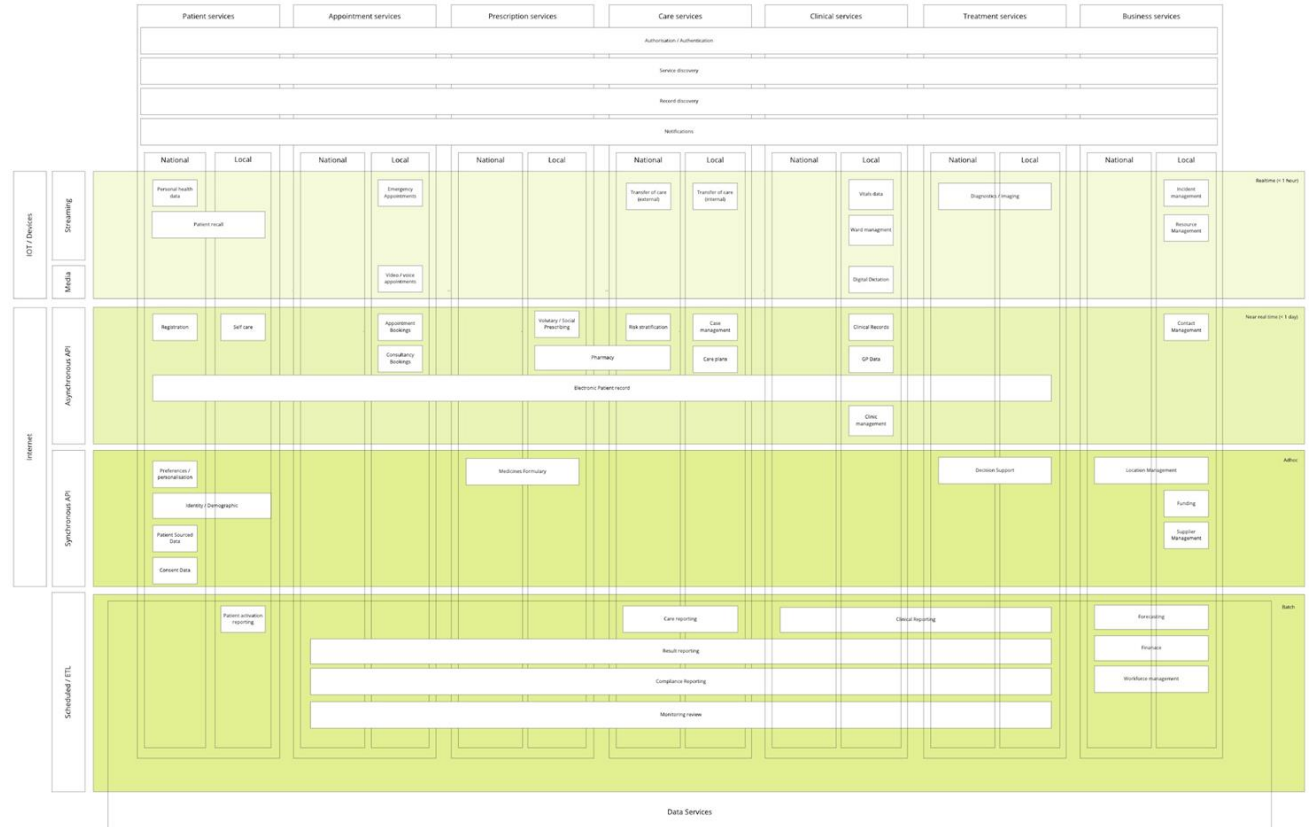 Patient services
Appointment services
Prescription services
Care services
Clinical services
Treatment services
Business services
Authorisation / Authentication
Service discovery
Record discovery
Notifications
National
Local
National
Local
National
Local
National
Local
National
Local
National
Local
National
Local
IOT / Devices
Streaming
Realtime (< 1 hour)
Personal health
data
Emergency
Appointments
Transfer of care
(external)
Transfer of care
(internal)
Vitals data
Diagnostics / Imaging
Incident
management
Patient recall
Ward managment
Resource
Management
Media
Video / voice
appointments
Digital Dictation
Internet
Asynchronous API
Near real-time (< 1 day)
Registration
Self care
Appointment
Bookings
Volutary / Social
Prescribing
Risk stratification
Case
management
Clinical Records
Contact
Management
Consultancy
Bookings
Pharmacy
Care plans
GP Data
Electronic Patient record
Clinic
management
Synchronous API
Adhoc
Preferences /
personalisation
Medicines Formulary
Decision Support
Location Management
Identity / Demographic
Funding
Patient Sourced
Data
Supplier
Management
Consent Data
Scheduled / ETL
Batch
Patient activation
reporting
Care reporting
Clinical Reporting
Forecasting
Result reporting
Compliance Reporting
Workforce management
Monitoring review
Data Services